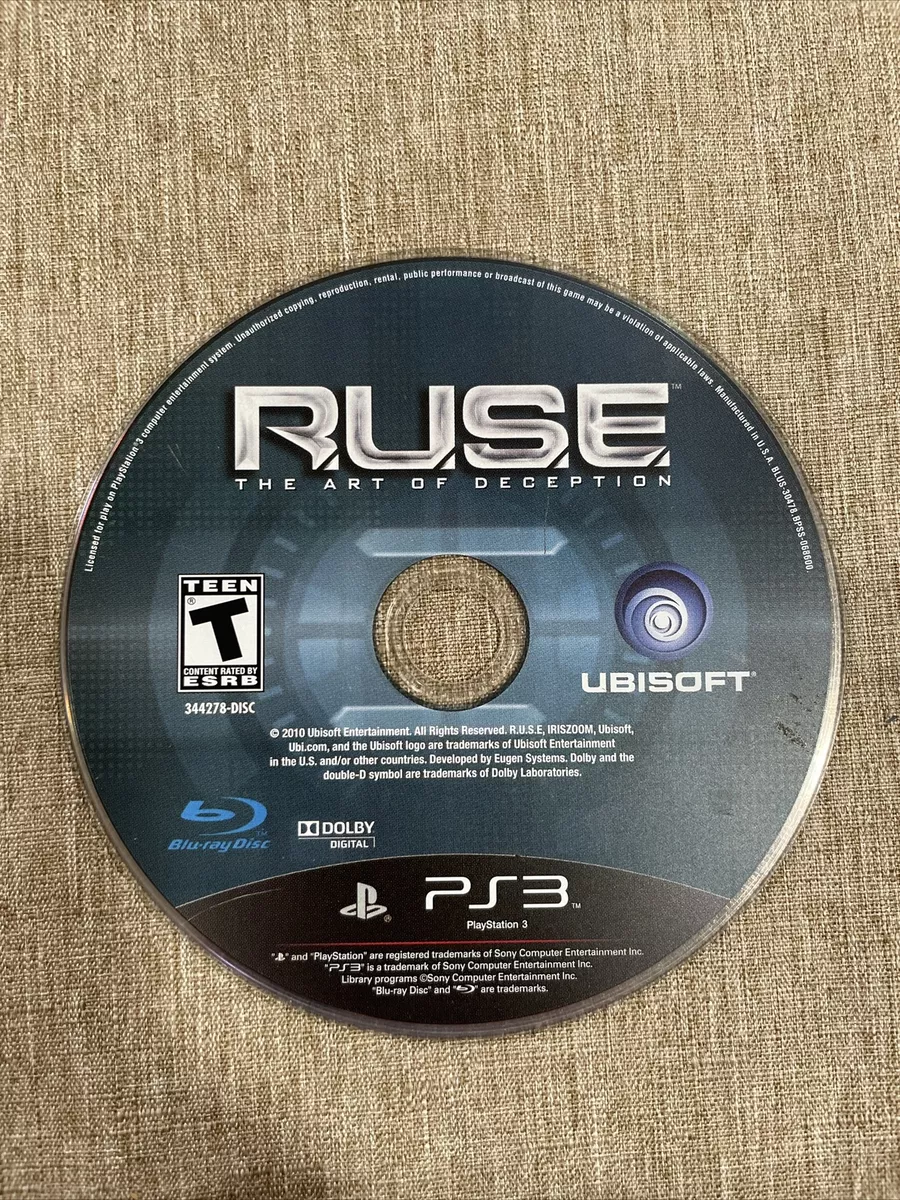 Licensed for play on PlayStation®3 computer entertainment system. Unauthorized copying, reproduction, rental, public performance or broadcast of this game may be a violation of applicable laws. Manufactured in U.S.A. BLUS-30478.BPSS-068600.
R.U.S.E™
THE ART OF DECEPTION
TEEN
T®
CONTENT RATED BY
ESRB
344278-DISC
UBISOFT®
© 2010 Ubisoft Entertainment. All Rights Reserved. R.U.S.E, IRISZOOM, Ubisoft,
Ubi.com, and the Ubisoft logo are trademarks of Ubisoft Entertainment
in the U.S. and/or other countries. Developed by Eugen Systems. Dolby and the
double-D symbol are trademarks of Dolby Laboratories.
Blu-ray Disc™
DOLBY
DIGITAL
PS3™
PlayStation 3
" " and "PlayStation" are registered trademarks of Sony Computer Entertainment Inc.
"PS3" is a trademark of Sony Computer Entertainment Inc.
Library programs ©Sony Computer Entertainment Inc.
"Blu-ray Disc" and " " are trademarks.